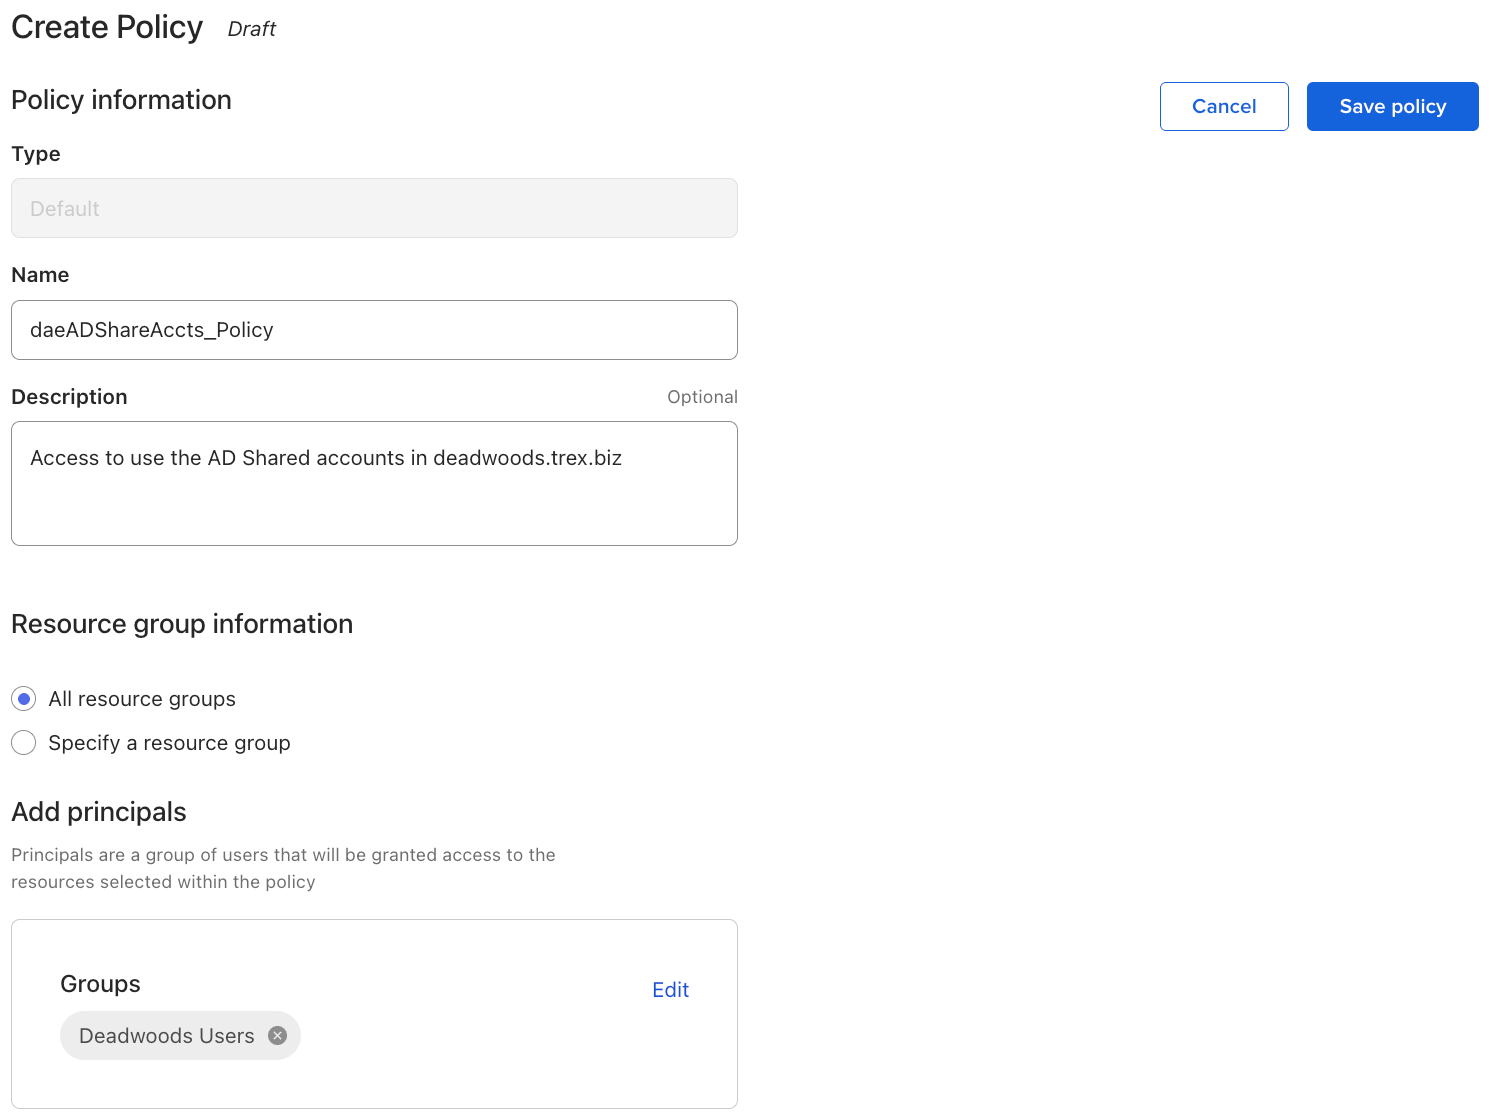 Create Policy Draft
Policy information
Cancel
Save policy
Type
Default
Name
daeADShareAccts_Policy
Description Optional
Access to use the AD Shared accounts in deadwoods.trex.biz
Resource group information
All resource groups
Specify a resource group
Add principals
Principals are a group of users that will be granted access to the
resources selected within the policy
Groups
Edit
Deadwoods Users